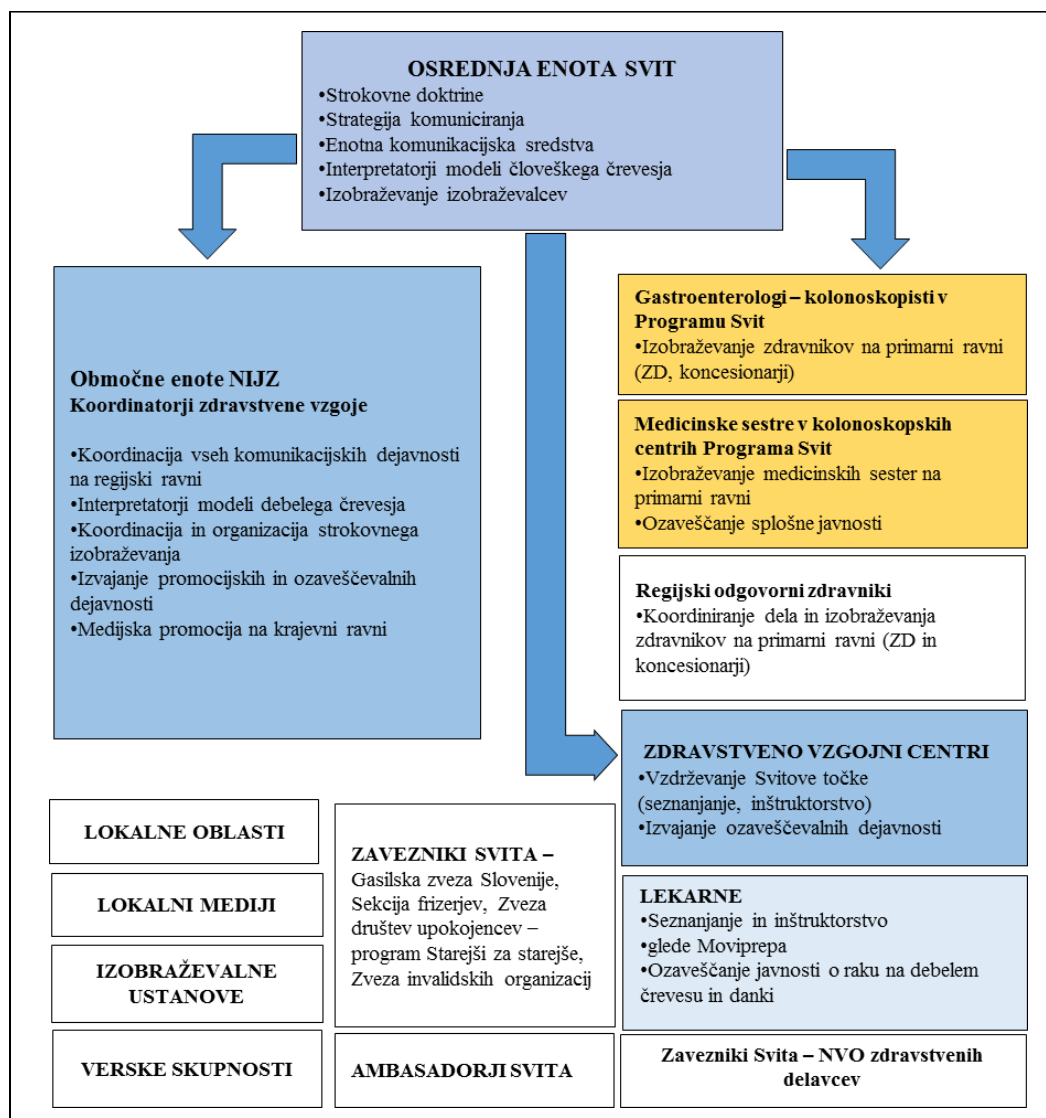 OSREDNJA ENOTA SVIT
•Strokovne doktrine
•Strategija komuniciranja
•Enotna komunikacijska sredstva
•Interpretatorji modeli človeškega črevesja
•Izobraževanje izobraževalcev
Območne enote NIJZ
Koordinatorji zdravstvene vzgoje
•Koordinacija vseh komunikacijskih dejavnosti
na regijski ravni
•Interpretatorji modeli debelega črevesja
•Koordinacija in organizacija strokovnega
izobraževanja
•Izvajanje promocijskih in ozaveščevalnih
dejavnosti
•Medijska promocija na krajevni ravni
Gastroenterologi – kolonoskopisti v
Programu Svit
•Izobraževanje zdravnikov na primarni ravni
(ZD, koncesionarji)
Medicinske sestre v kolonoskopskih
centrih Programa Svit
•Izobraževanje medicinskih sester na
primarni ravni
•Ozaveščanje splošne javnosti
Regijski odgovorni zdravniki
•Koordiniranje dela in izobraževanja
zdravnikov na primarni ravni (ZD in
koncesionarji)
ZDRAVSTVENO VZGOJNI CENTRI
•Vzdrževanje Svitove točke
(seznanjanje, inštruktorstvo)
•Izvajanje ozaveščevalnih dejavnosti
LOKALNE OBLASTI
LOKALNI MEDIJI
IZOBRAŽEVALNE
USTANOVE
VERSKE SKUPNOSTI
ZAVEZNIKI SVITA –
Gasilska zveza Slovenije,
Sekcija frizerjev, Zveza
društev upokojencev –
program Starejši za starejše,
Zveza invalidskih organizacij
AMBASADORJI SVITA
LEKARNE
•Seznanjanje in inštruktorstvo
•glede Moviprepa
•Ozaveščanje javnosti o raku na debelem
črevesu in danki
Zavezniki Svita – NVO zdravstvenih
delavcev